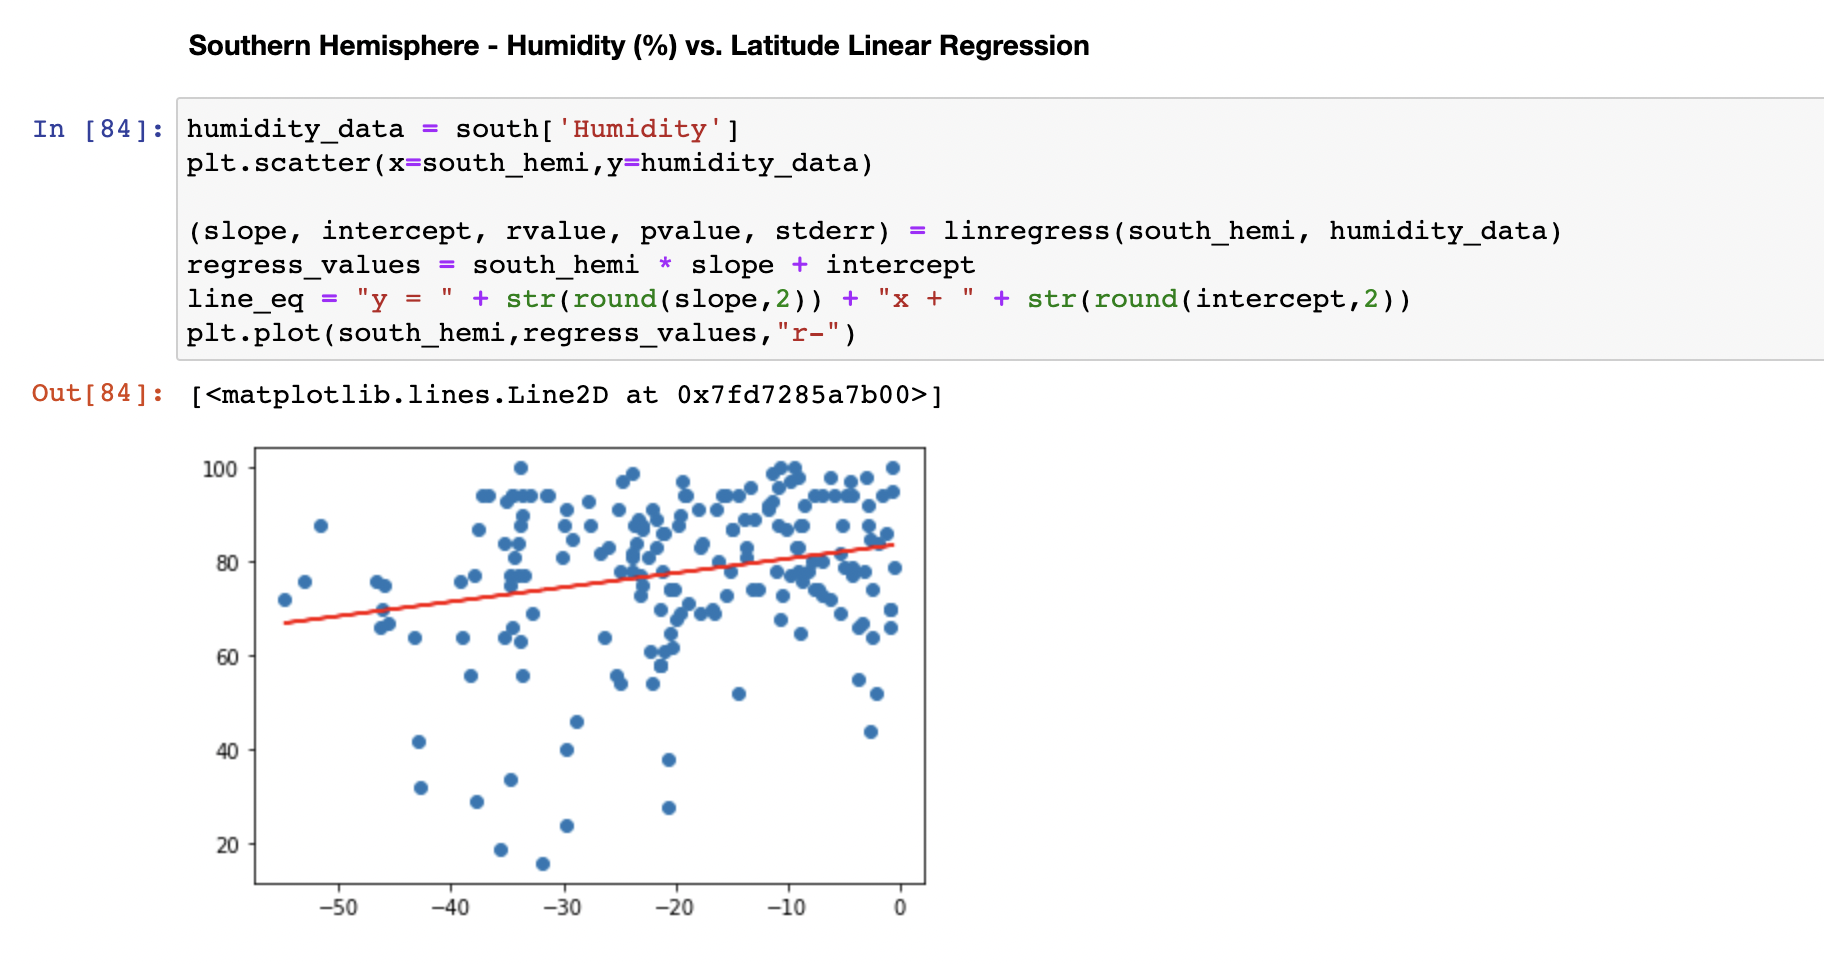 Southern Hemisphere - Humidity (%) vs. Latitude Linear Regression
In [84]:
humidity_data = south['Humidity']
plt.scatter(x=south_hemi,y=humidity_data)
(slope, intercept, rvalue, pvalue, stderr) = linregress(south_hemi, humidity_data)
regress_values = south_hemi * slope + intercept
line_eq = "y = " + str(round(slope,2)) + "x + " + str(round(intercept,2))
plt.plot(south_hemi,regress_values,"r-")
Out[84]:
[<matplotlib.lines.Line2D at 0x7fd7285a7b00>]
100
80
60
40
20
−50 −40 −30 −20 −10 0